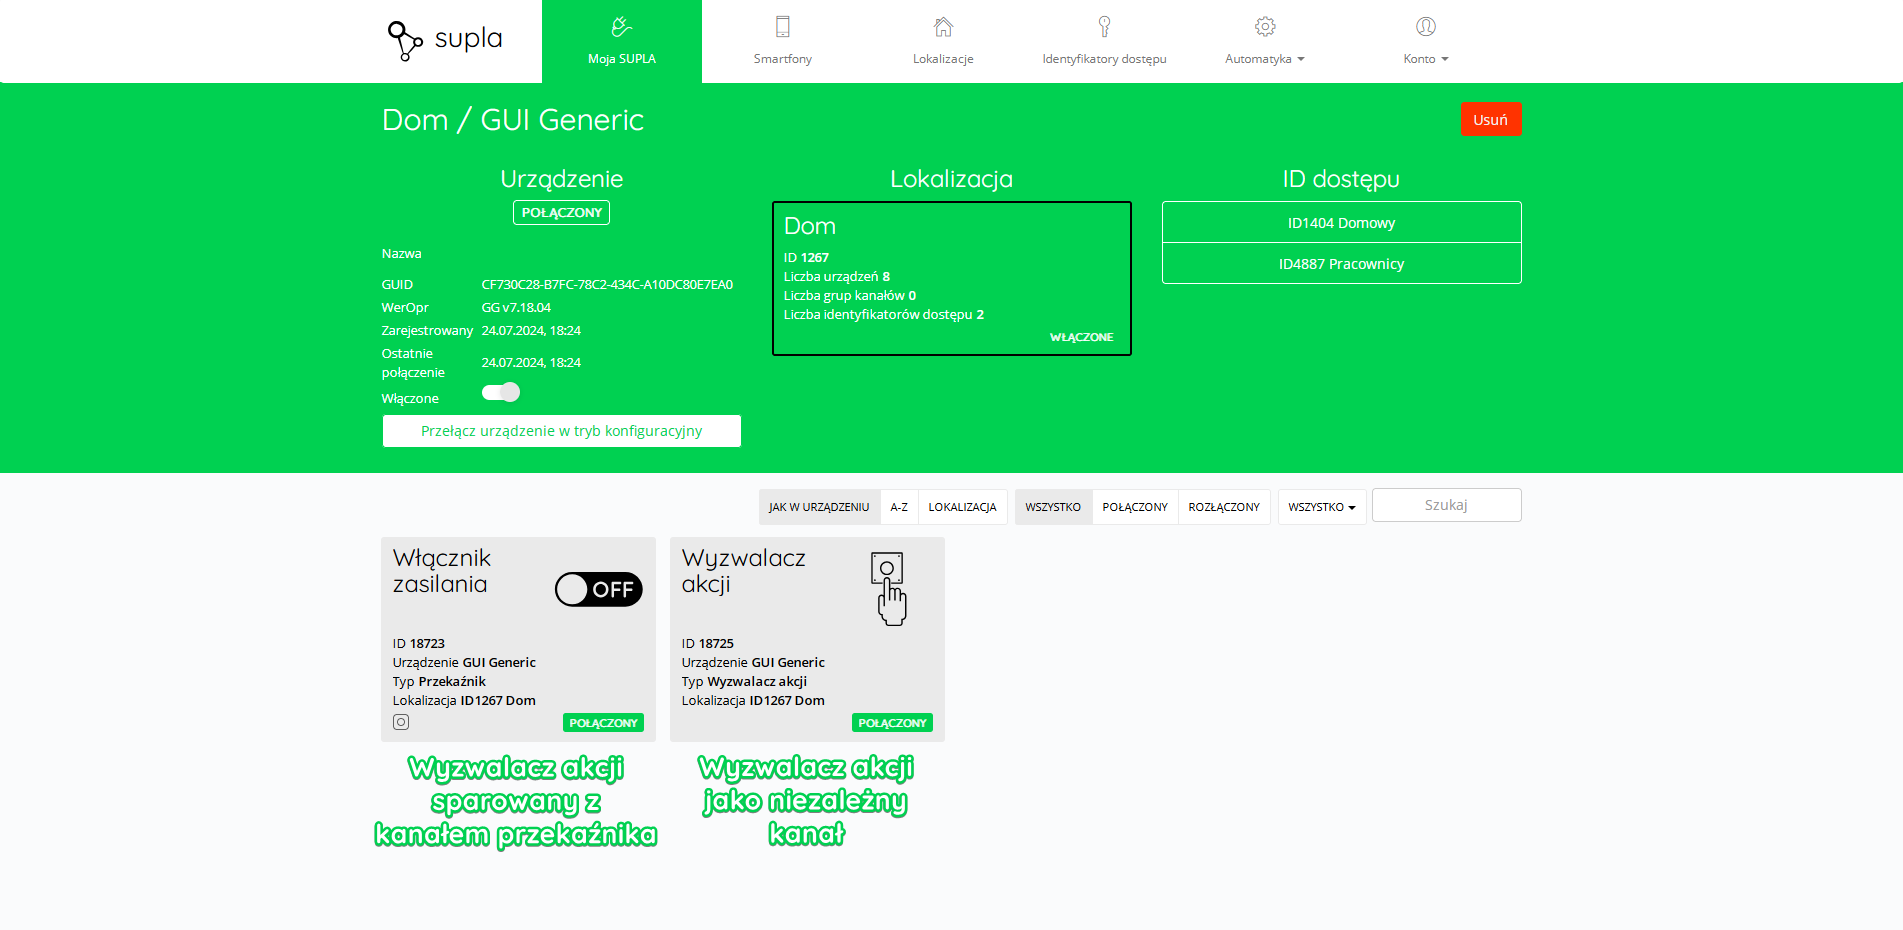 supla
Moja SUPLA
Smartfony
Lokalizacje
Identyfikatory dostępu
Automatyka
Konto
Dom / GUI Generic
Usuń
Urządzenie
POŁĄCZONY
Nazwa
GUID CF730C28-B7FC-78C2-434C-A10DC80E7EA0
WerOpr GG v7.18.04
Zarejestrowany 24.07.2024, 18:24
Ostatnie
połączenie 24.07.2024, 18:24
Włączone
Przełącz urządzenie w tryb konfiguracyjny
Lokalizacja
Dom
ID 1267
Liczba urządzeń 8
Liczba grup kanałów 0
Liczba identyfikatorów dostępu 2
WŁĄCZONE
ID dostępu
ID1404 Domowy
ID4887 Pracownicy
JAK W URZĄDZENIU A-Z LOKALIZACJA WSZYSTKO POŁĄCZONY ROZŁĄCZONY WSZYSTKO Szukaj
Włącznik
zasilania
OFF
ID 18723
Urządzenie GUI Generic
Typ Przekaźnik
Lokalizacja ID1267 Dom
POŁĄCZONY
Wyzwalacz akcji
sparowany z
kanałem przekaźnika
Wyzwalacz
akcji
ID 18725
Urządzenie GUI Generic
Typ Wyzwalacz akcji
Lokalizacja ID1267 Dom
POŁĄCZONY
Wyzwalacz akcji
jako niezależny
kanał